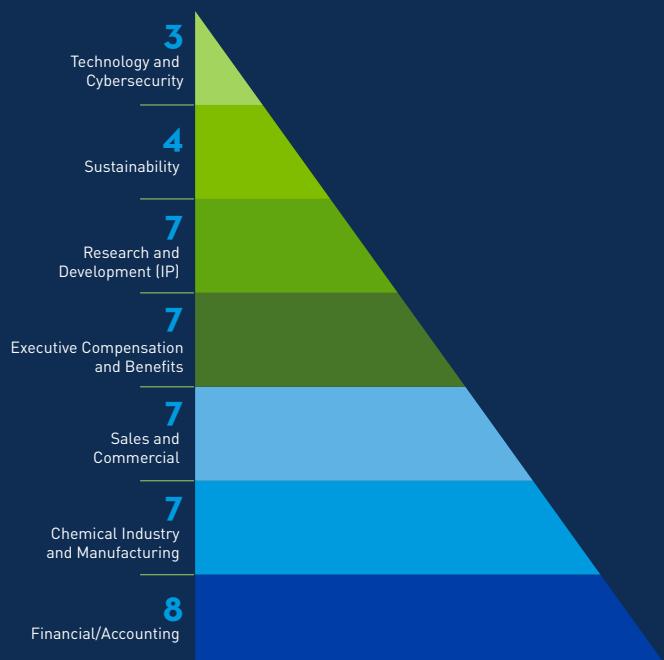 3
Technology and
Cybersecurity
4
Sustainability
7
Research and
Development (IP)
7
Executive Compensation
and Benefits
7
Sales and
Commercial
7
Chemical Industry
and Manufacturing
8
Financial/Accounting